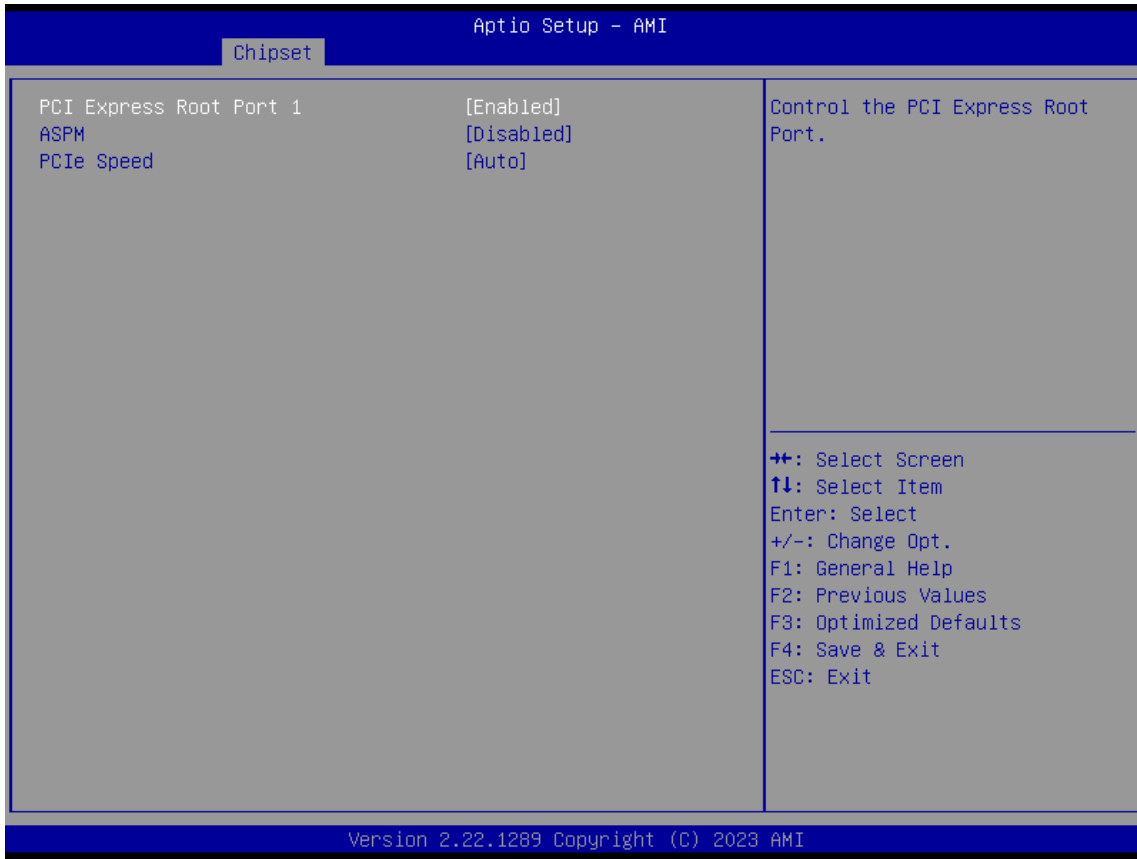 Aptio Setup - AMI
Chipset
PCI Express Root Port 1 [Enabled]
ASPM [Disabled]
PCIe Speed [Auto]
Control the PCI Express Root
Port.
→←: Select Screen
↑↓: Select Item
Enter: Select
+/-: Change Opt.
F1: General Help
F2: Previous Values
F3: Optimized Defaults
F4: Save & Exit
ESC: Exit
Version 2.22.1289 Copyright (C) 2023 AMI